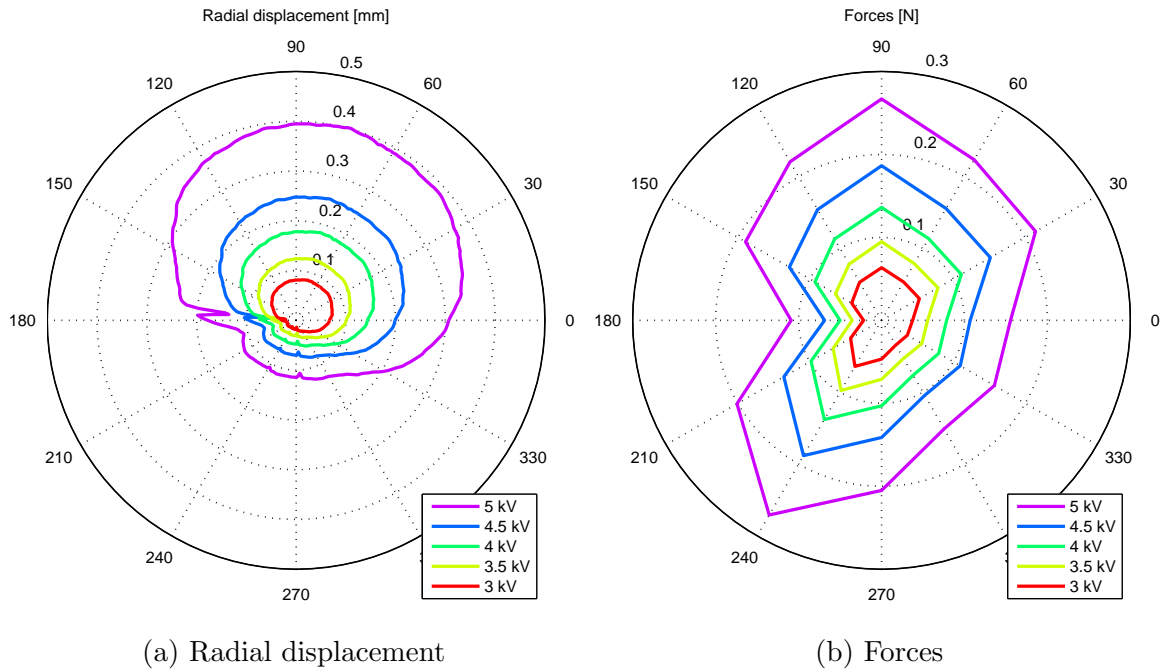 Radial displacement [mm]
90
0.5
120
60
0.4
0.3
150
30
0.2
0.1
180
0
210
330
240
270
5 kV
4.5 kV
4 kV
3.5 kV
3 kV
(a) Radial displacement
Forces [N]
90
0.3
120
60
0.2
150
30
0.1
180
0
210
330
240
270
5 kV
4.5 kV
4 kV
3.5 kV
3 kV
(b) Forces